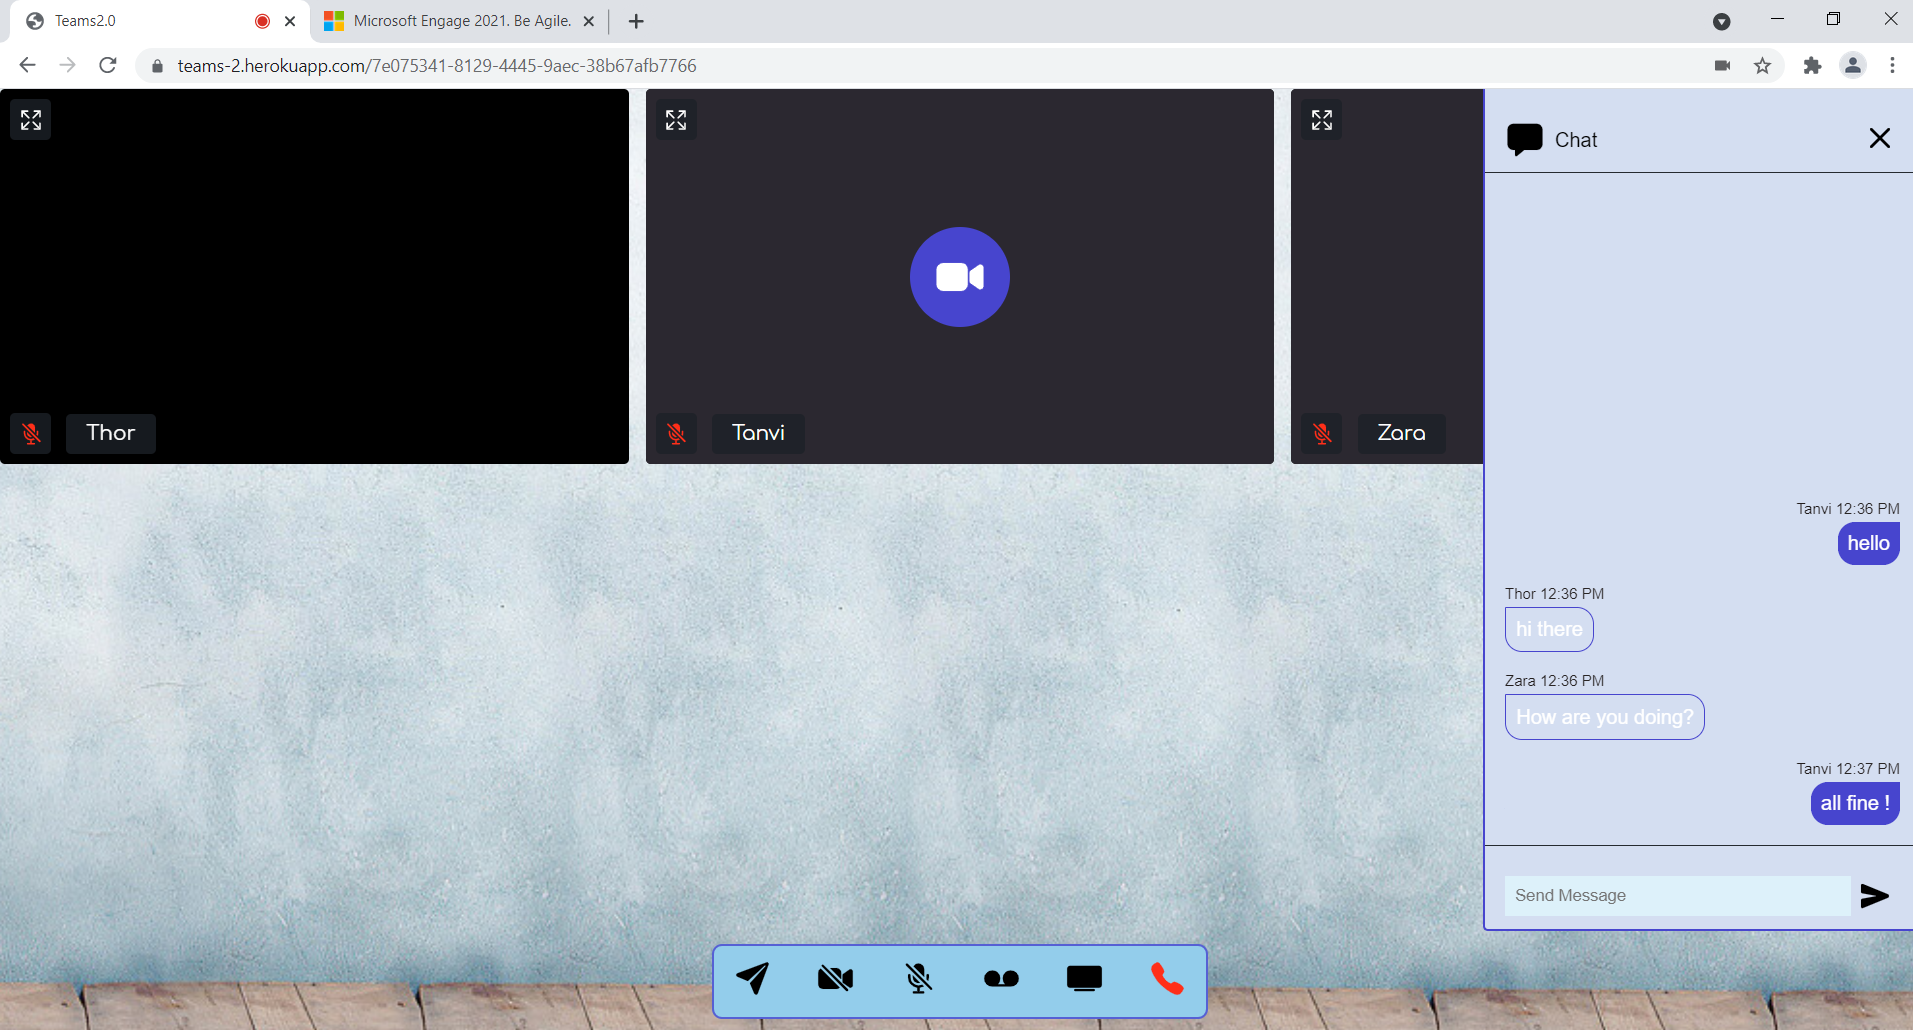 Teams2.0
Microsoft Engage 2021. Be Agile.
teams-2.herokuapp.com/7e075341-8129-4445-9aec-38b67afb7766
Thor
Tanvi
Zara
Chat
Tanvi 12:36 PM
hello
Thor 12:36 PM
hi there
Zara 12:36 PM
How are you doing?
Tanvi 12:37 PM
all fine !
Send Message